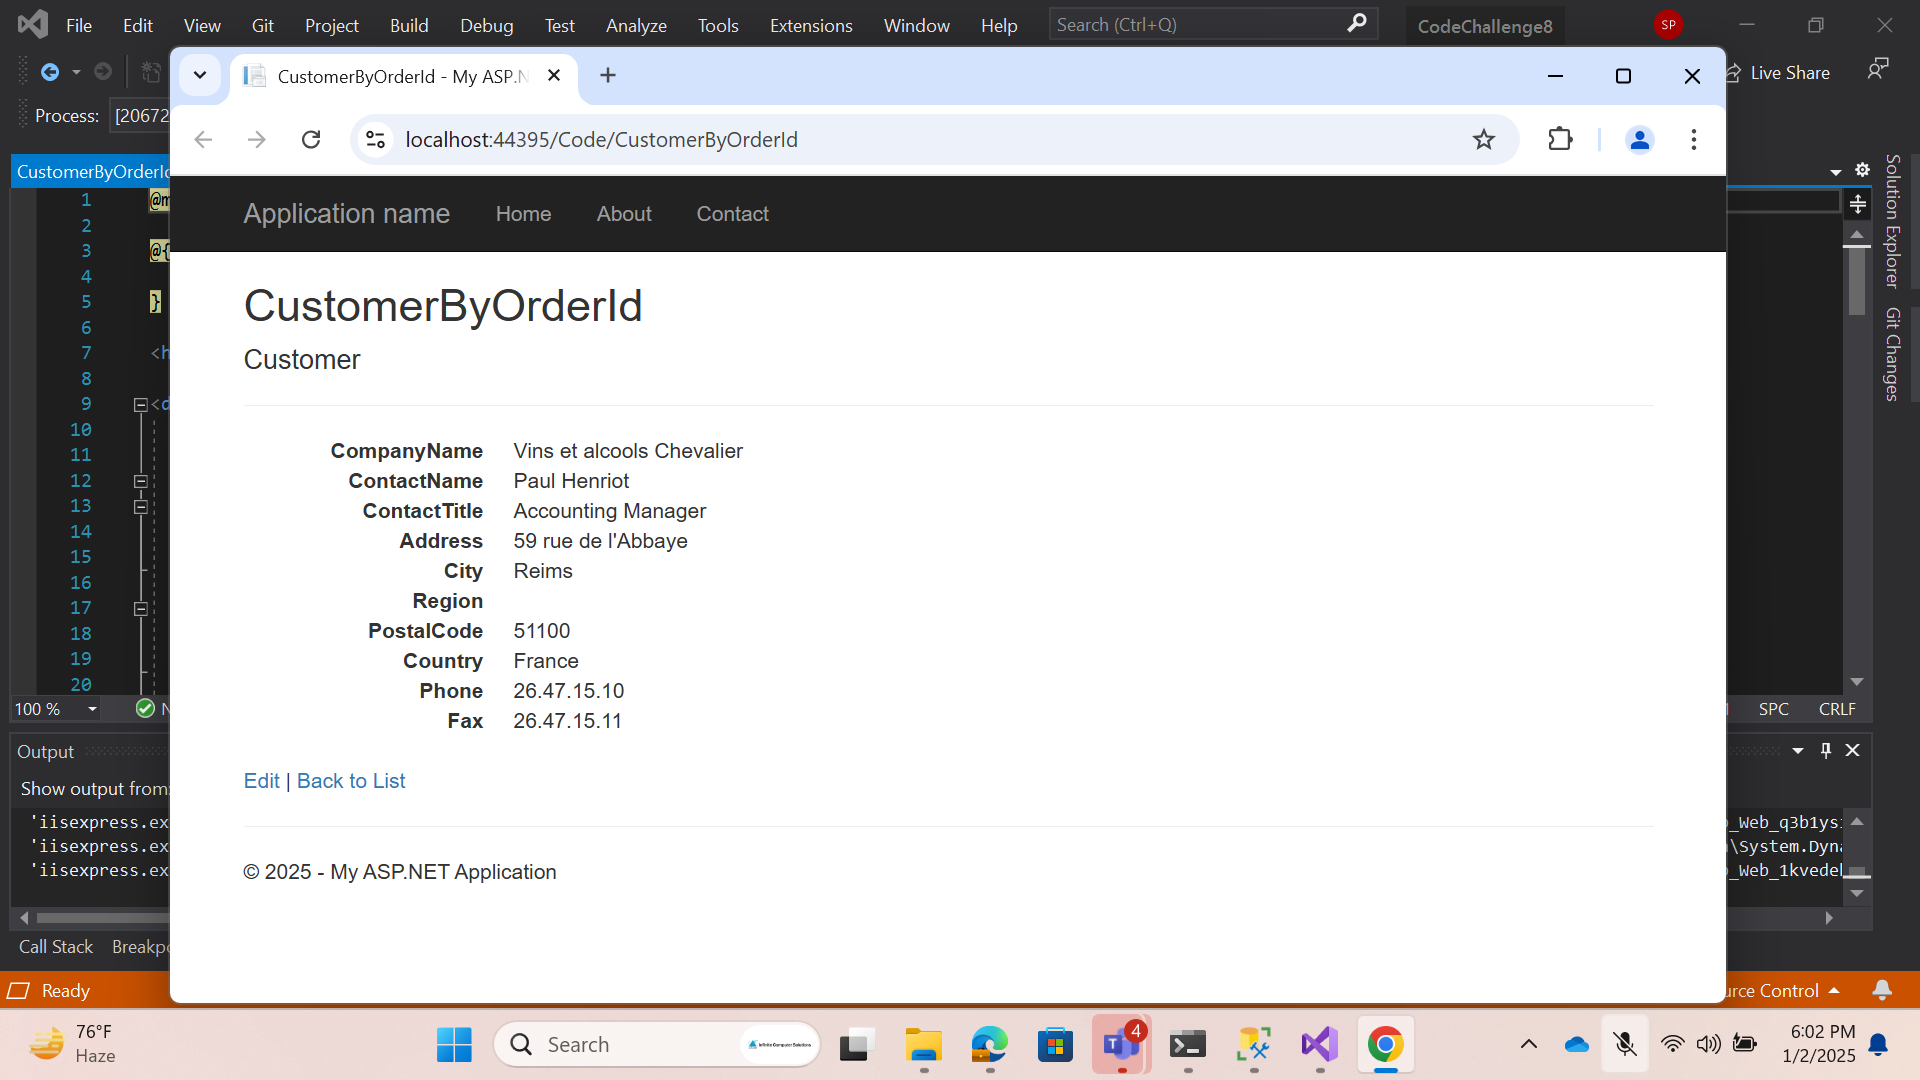 File Edit View Git Project Build Debug Test Analyze Tools Extensions Window Help Search (Ctrl+Q) CodeChallenge8 SP
CustomerByOrderId - My ASP.N
Live Share
Process: [20672
localhost:44395/Code/CustomerByOrderId
CustomerByOrderId
Application name Home About Contact
1
2
3 @{
4
5 }
6
7
8
9
10
11
12
13
14
15
16
17
18
19
20
CustomerByOrderId
Customer
CompanyName Vins et alcools Chevalier
ContactName Paul Henriot
ContactTitle Accounting Manager
Address 59 rue de l'Abbaye
City Reims
Region
PostalCode 51100
Country France
Phone 26.47.15.10
Fax 26.47.15.11
Edit | Back to List
© 2025 - My ASP.NET Application
Solution Explorer
Git Changes
100 % SPC CRLF
Output
Show output from:
'iisexpress.ex _Web_q3b1ys
'iisexpress.ex \System.Dyn
'iisexpress.ex _Web_1kvede
Call Stack Breakp
Ready urce Control
76°F
Haze
Search
Infinite Computer Solutions
4
6:02 PM
1/2/2025